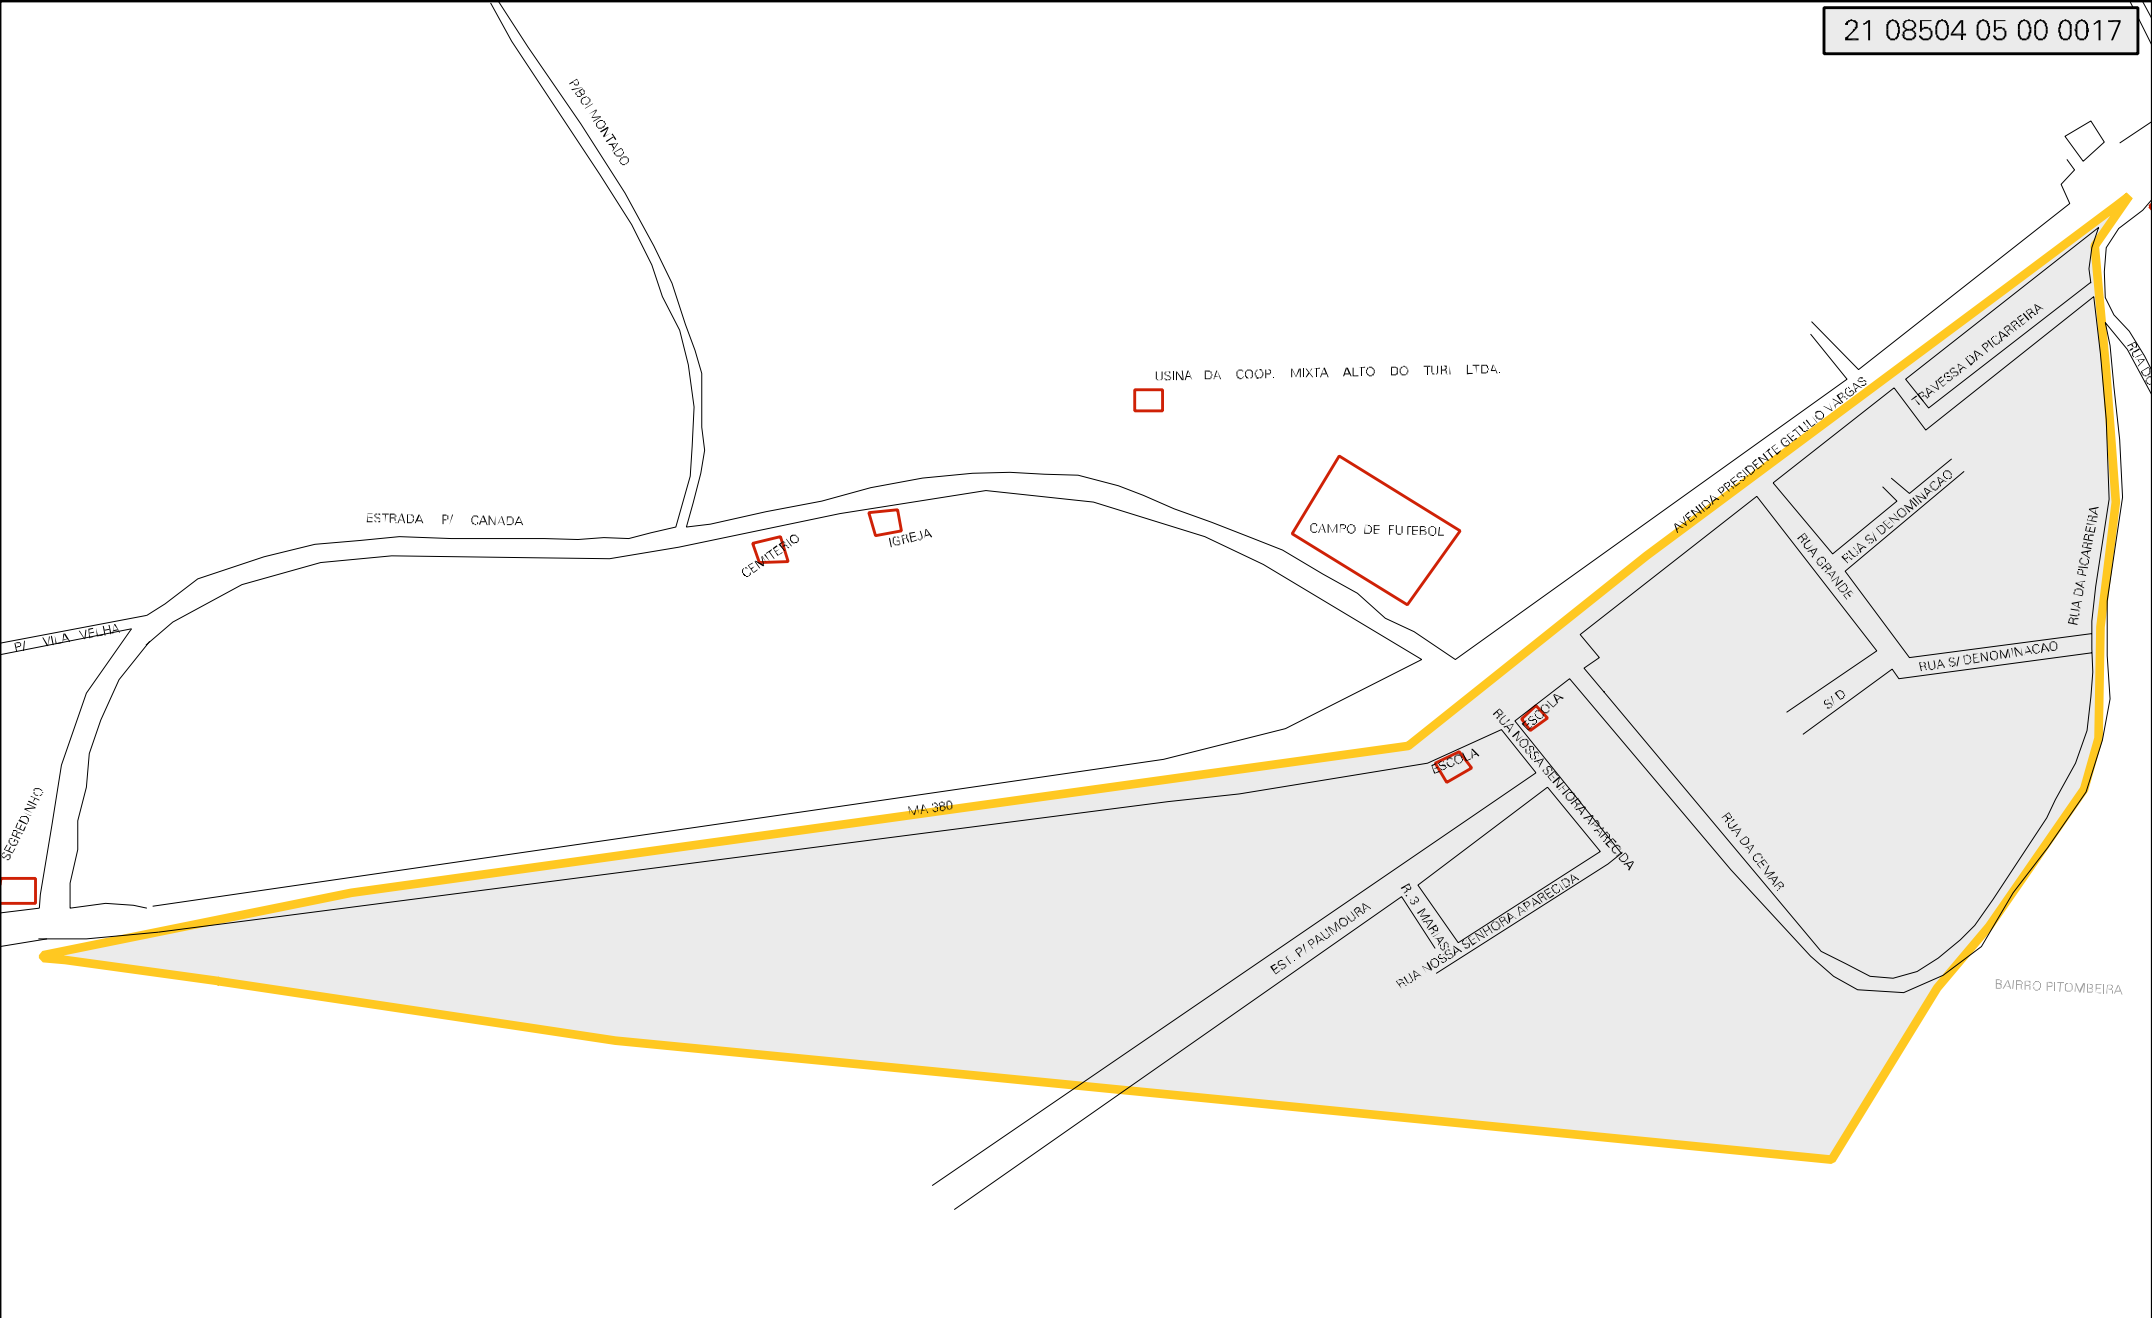 21 08504 05 00 0017
P/BOI MONTADO
TRAVESSA DA PICARREIRA
USINA DA COOP. MIXTA ALTO DO TURI LTDA.
AVENIDA PRESIDENTE GETULIO VARGAS
ESTRADA P/ CANADA
CAMPO DE FUTEBOL
IGREJA
CEMITERIO
RUA S/ DENOMINACAO
RUA GRANDE
RUA DA PICARREIRA
P/ VILA VELHA
RUA S/ DENOMINACAO
S/ D
ESCOLA
ESCOLA
RUA NOSSA SENHORA APARECIDA
MA 380
SEGREDINHO
RUA DA CEMAR
R. 3 MARIAS
EST. P/ PAUMOURA
RUA NOSSA SENHORA APARECIDA
BAIRRO PITOMBEIRA